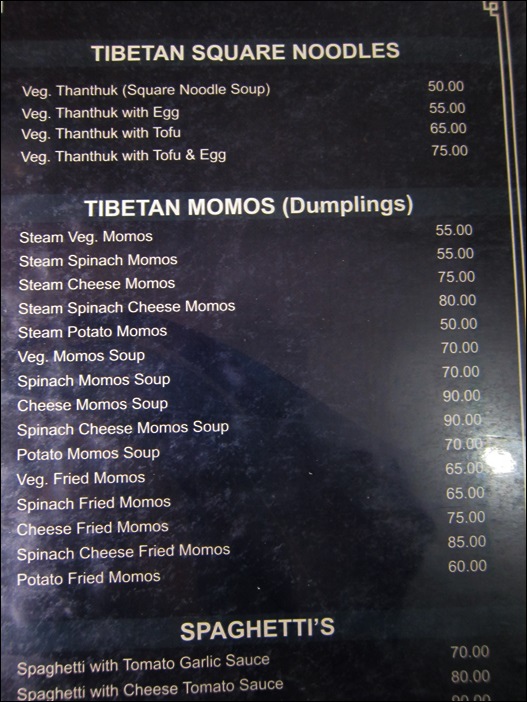 TIBETAN SQUARE NOODLES
Veg. Thanthuk (Square Noodle Soup) 50.00
Veg. Thanthuk with Egg 55.00
Veg. Thanthuk with Tofu 65.00
Veg. Thanthuk with Tofu & Egg 75.00
TIBETAN MOMOS (Dumplings)
Steam Veg. Momos 55.00
Steam Spinach Momos 55.00
Steam Cheese Momos 75.00
Steam Spinach Cheese Momos 80.00
Steam Potato Momos 50.00
Veg. Momos Soup 70.00
Spinach Momos Soup 70.00
Cheese Momos Soup 90.00
Spinach Cheese Momos Soup 90.00
Potato Momos Soup 70.00
Veg. Fried Momos 65.00
Spinach Fried Momos 65.00
Cheese Fried Momos 75.00
Spinach Cheese Fried Momos 85.00
Potato Fried Momos 60.00
SPAGHETTI'S
Spaghetti with Tomato Garlic Sauce 70.00
Spaghetti with Cheese Tomato Sauce 80.00